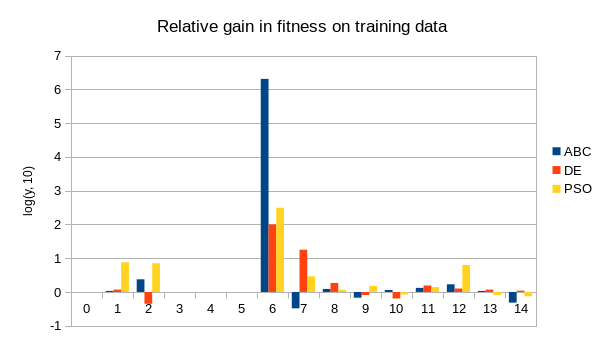 Relative gain in fitness on training data
7
6
5
4
3
2
1
0
-1
log(y, 10)
0 1 2 3 4 5 6 7 8 9 10 11 12 13 14
ABC
DE
PSO